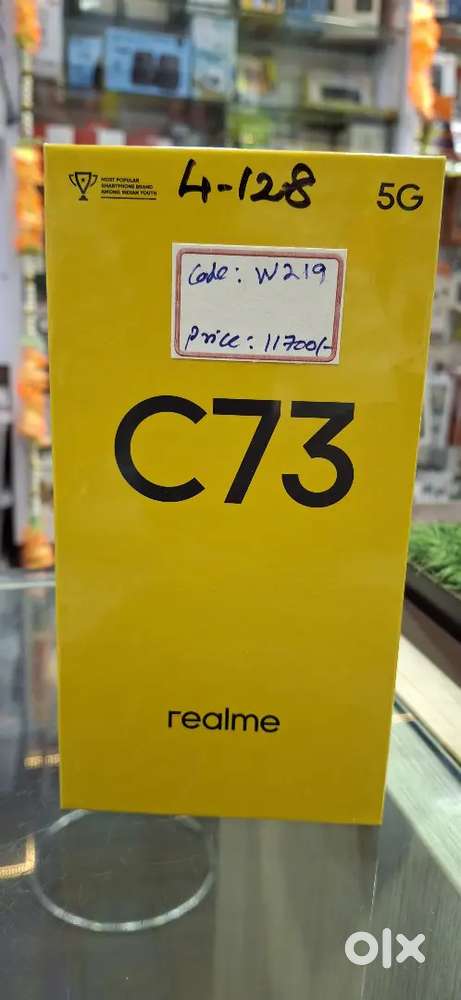 MOST POPULAR
SMARTPHONE BRAND
AMONG INDIAN YOUTH
4-128
5G
Code: W219
Price: 11700/-
C73
realme
olx